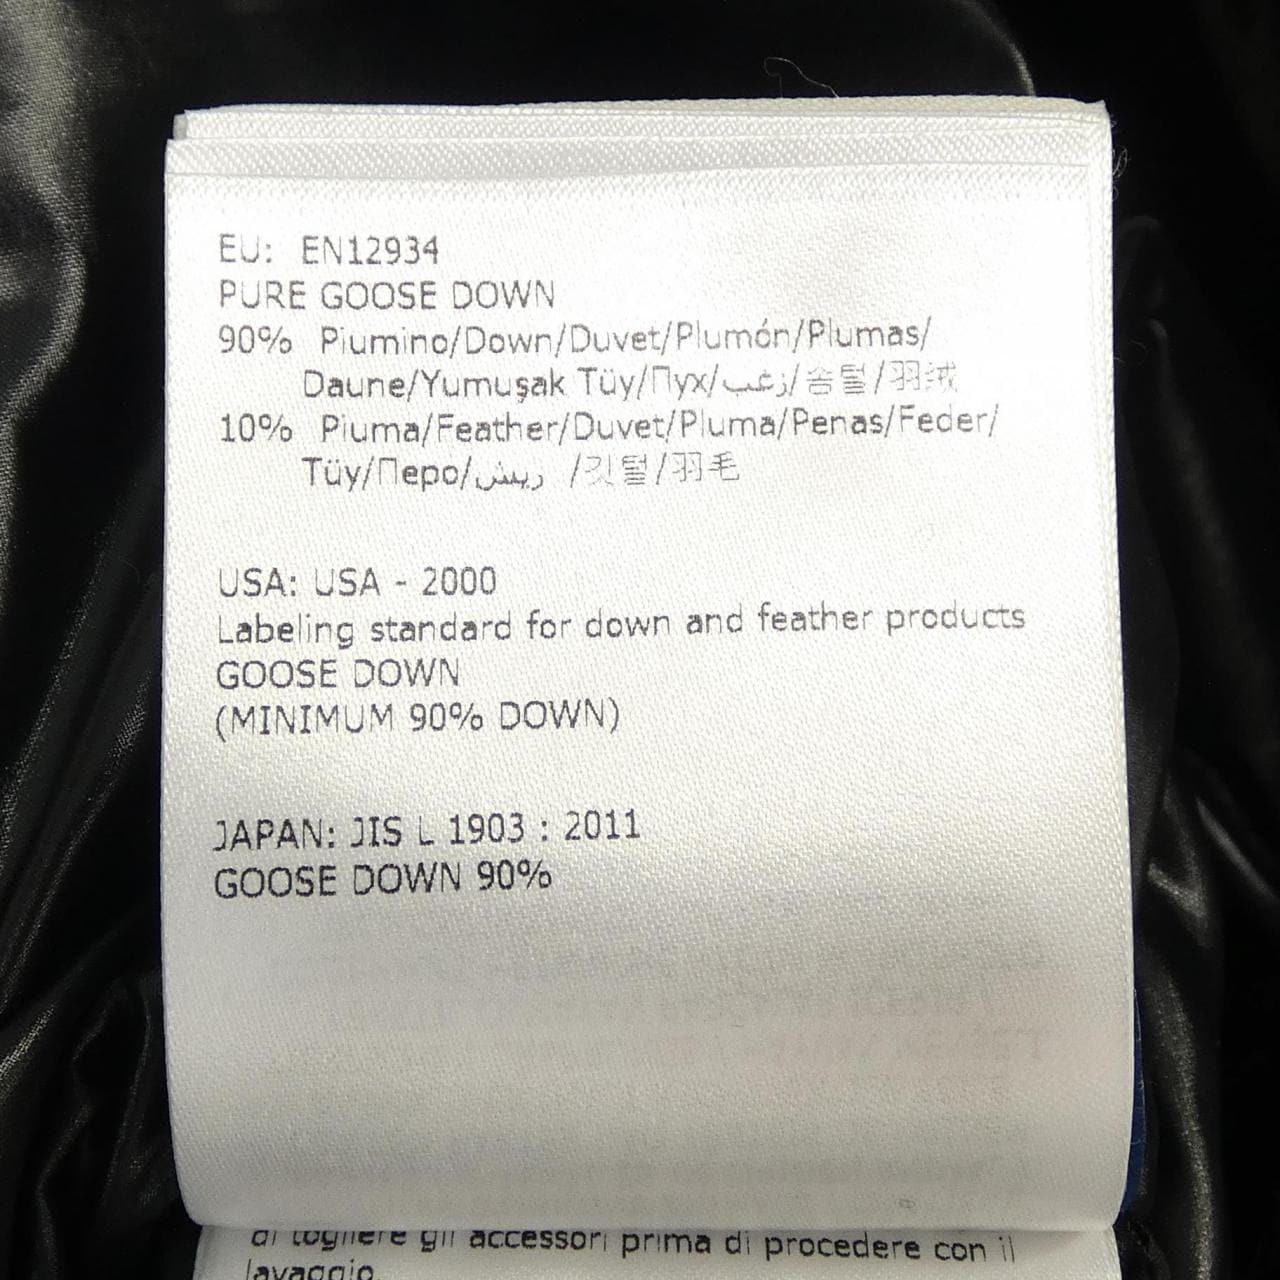 EU: EN12934
PURE GOOSE DOWN
90% Piumino/Down/Duvet/Plumón/Plumas/
Daune/Yumuşak Tüy/Пух/زغب/솜털/羽绒
10% Piuma/Feather/Duvet/Pluma/Penas/Feder/
Tüy/Перо/ريش /깃털/羽毛
USA: USA - 2000
Labeling standard for down and feather products
GOOSE DOWN
(MINIMUM 90% DOWN)
JAPAN: JIS L 1903 : 2011
GOOSE DOWN 90%
di togliere gli accessori prima di procedere con il
lavaggio.